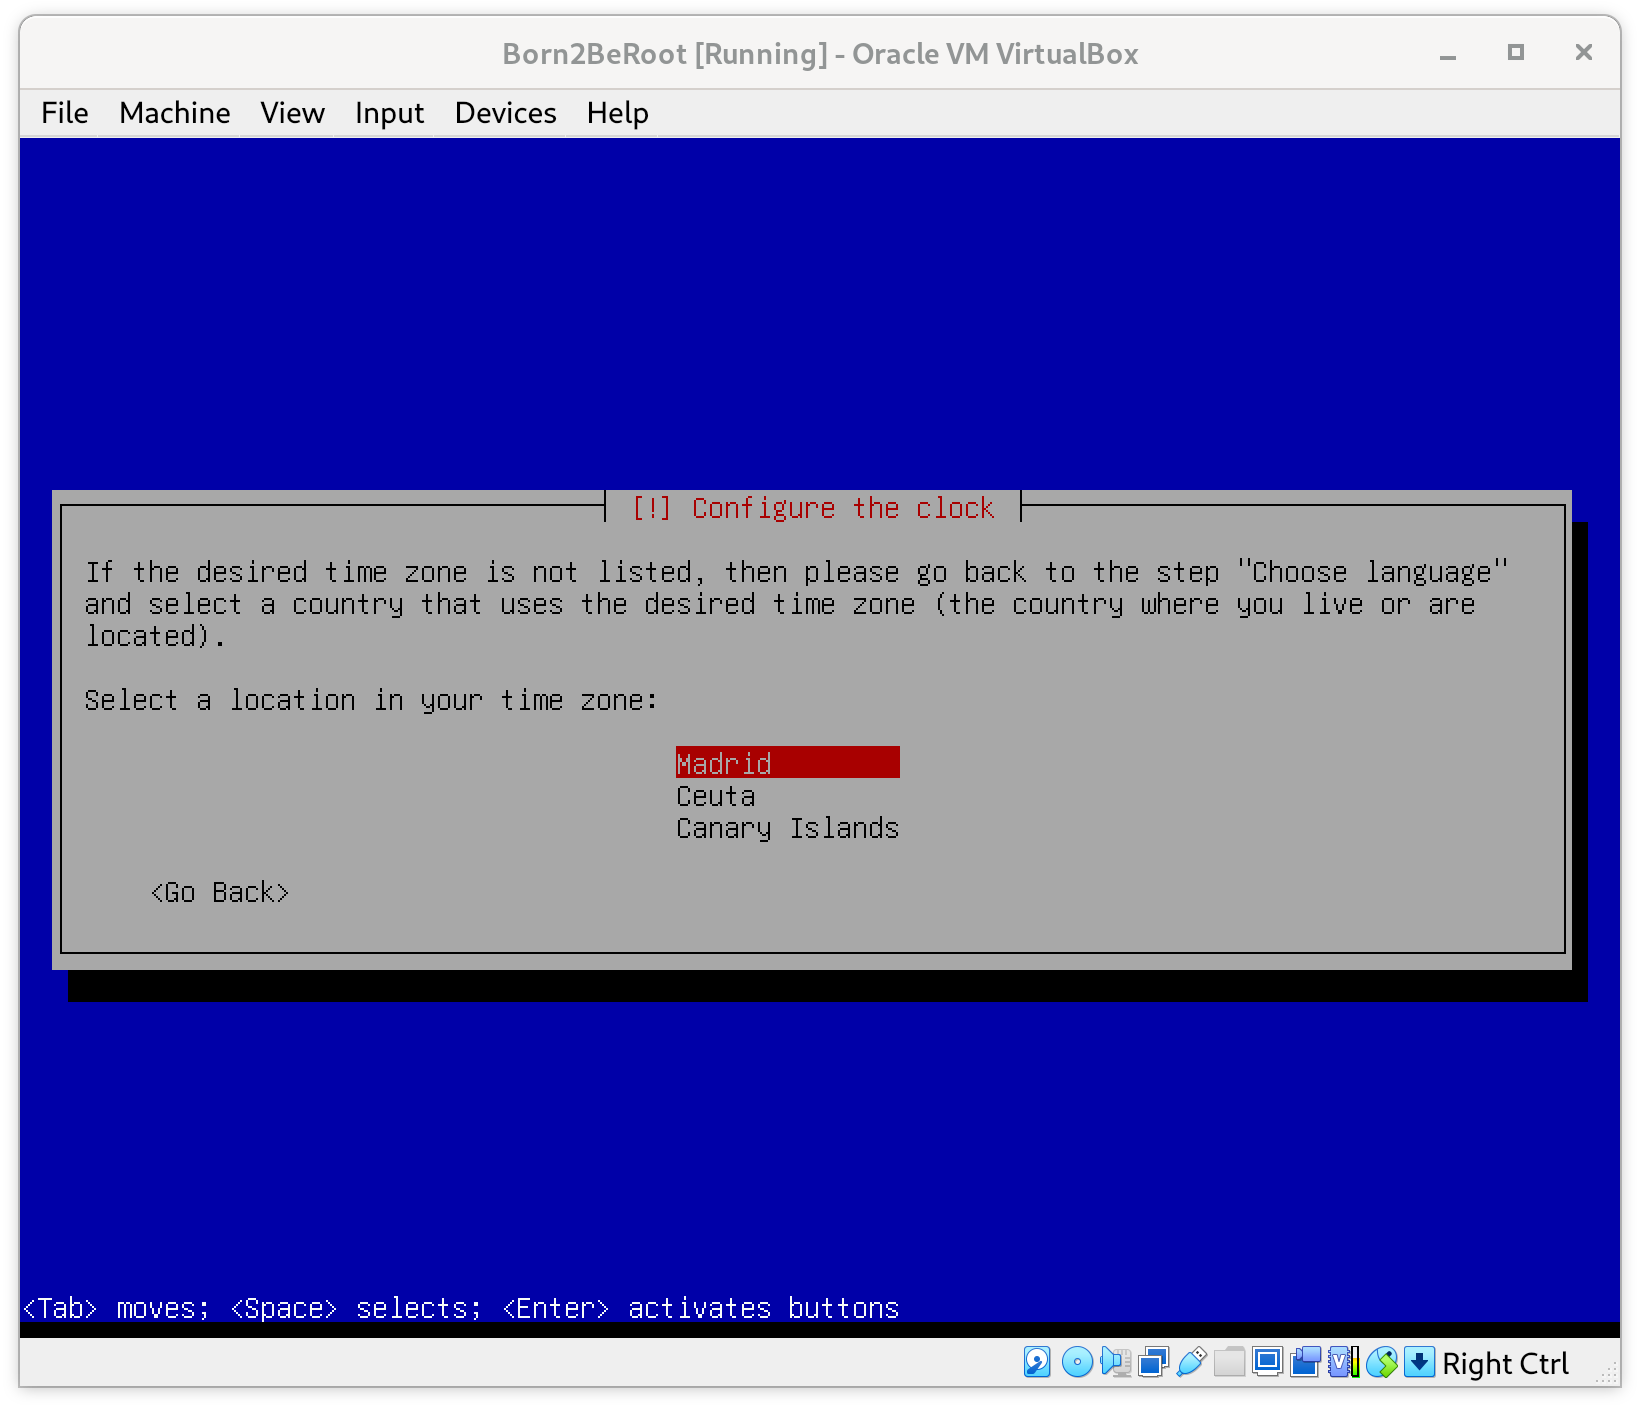 Born2BeRoot [Running] - Oracle VM VirtualBox
File Machine View Input Devices Help
[!] Configure the clock
If the desired time zone is not listed, then please go back to the step "Choose language"
and select a country that uses the desired time zone (the country where you live or are
located).
Select a location in your time zone:
Madrid
Ceuta
Canary Islands
<Go Back>
<Tab> moves; <Space> selects; <Enter> activates buttons
Right Ctrl